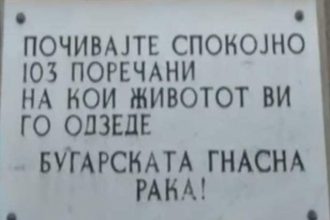 ПОЧИВАЈТЕ СПОКОЈНО
103 ПОРЕЧАНИ
НА КОИ ЖИВОТОТ ВИ
ГО ОДЗЕДЕ
БУГАРСКАТА ГНАСНА
РАКА!